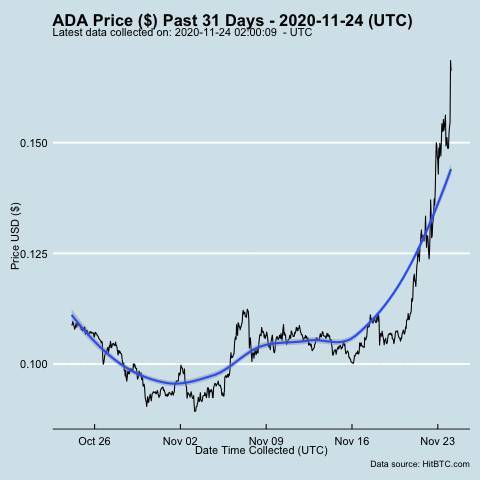 ADA Price ($) Past 31 Days - 2020-11-24 (UTC)
Latest data collected on: 2020-11-24 02:00:09  - UTC
Price USD ($)
0.150
0.125
0.100
Oct 26
Nov 02
Nov 09
Nov 16
Nov 23
Date Time Collected (UTC)
Data source: HitBTC.com